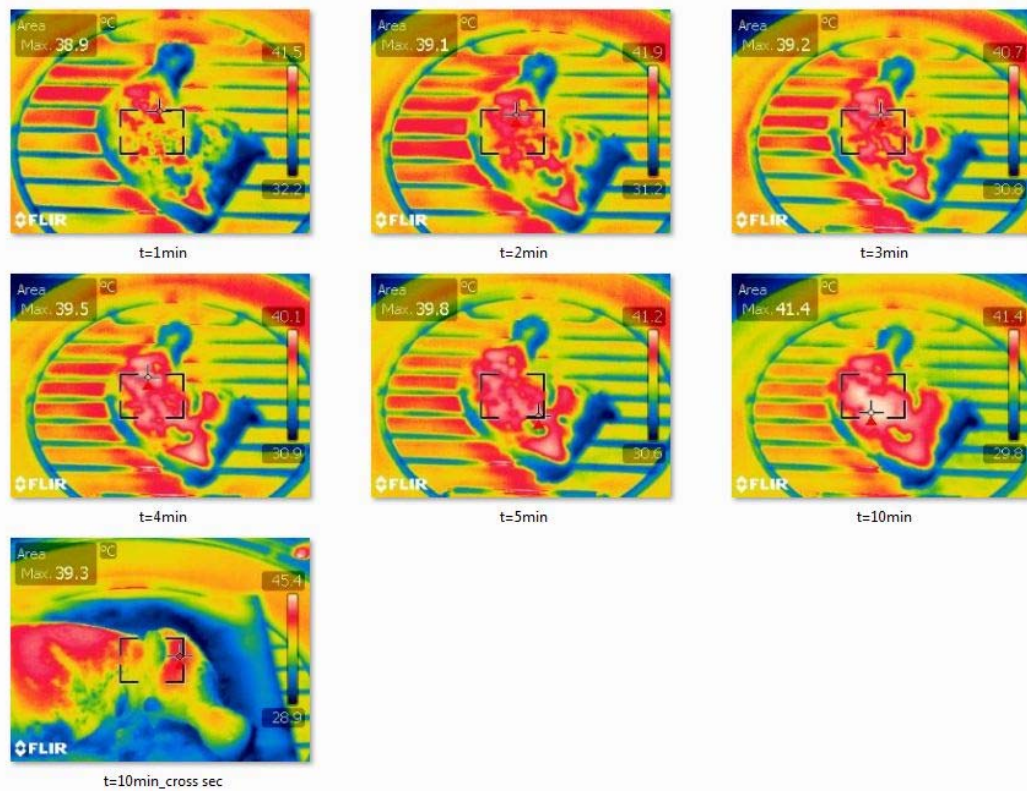 Area °C
Max. 38.9
41.5
32.2
FLIR
t=1min
Area °C
Max. 39.1
41.9
31.2
FLIR
t=2min
Area °C
Max. 39.2
40.7
30.8
FLIR
t=3min
Area °C
Max. 39.5
40.1
30.9
FLIR
t=4min
Area °C
Max. 39.8
41.2
30.6
FLIR
t=5min
Area °C
Max. 41.4
41.4
29.8
FLIR
t=10min
Area °C
Max. 39.3
45.4
28.9
FLIR
t=10min_cross sec